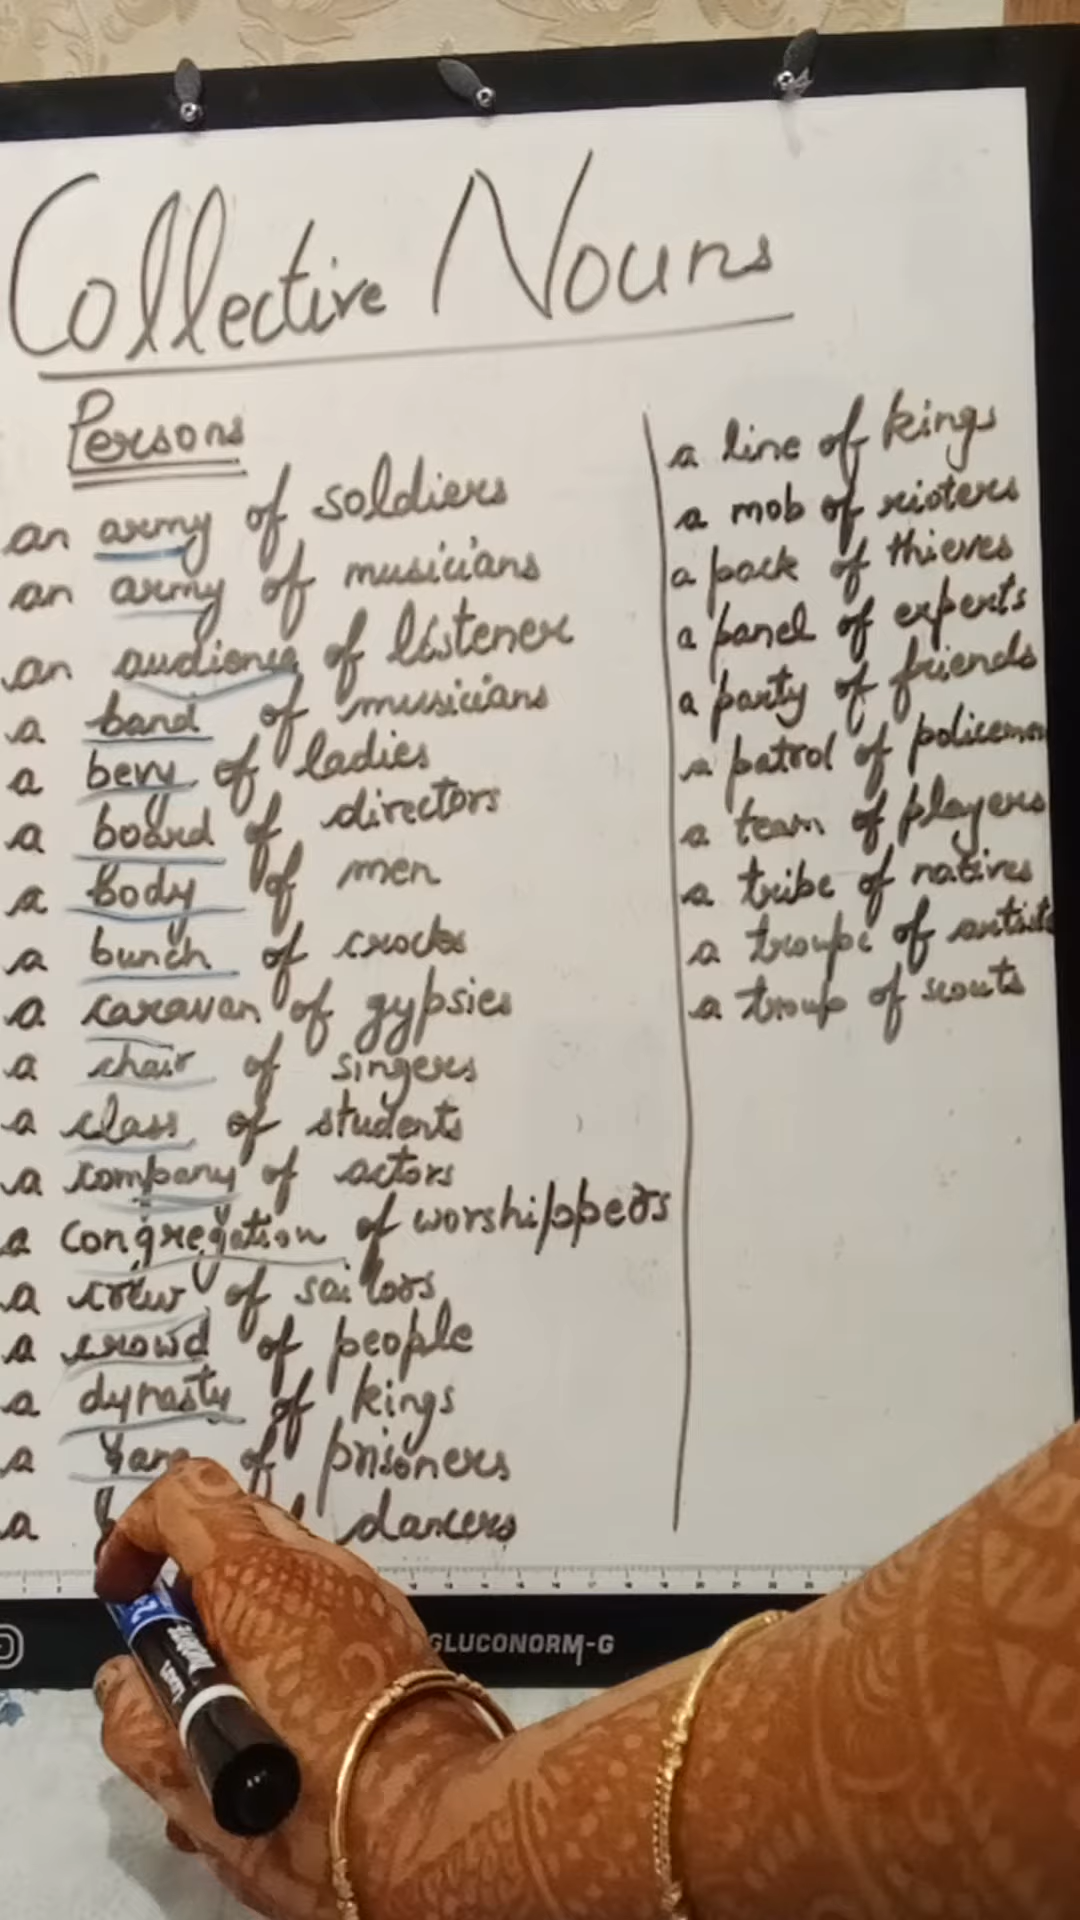 Collective Nouns
Persons
an army of soldiers
an army of musicians
an audience of listener
a band of musicians
a bevy of ladies
a board of directors
a body of men
a bunch of crooks
a caravan of gypsies
a chair of singers
a class of students
a company of actors
a congregation of worshippers
a crew of sailors
a crowd of people
a dynasty of kings
a of prisoners
a dancers
a line of kings
a mob of rioters
a pack of thieves
a panel of experts
a party of friends
a patrol of policemen
a team of players
a tribe of natives
a troupe of artists
a troup of scouts
GLUCONORM-G